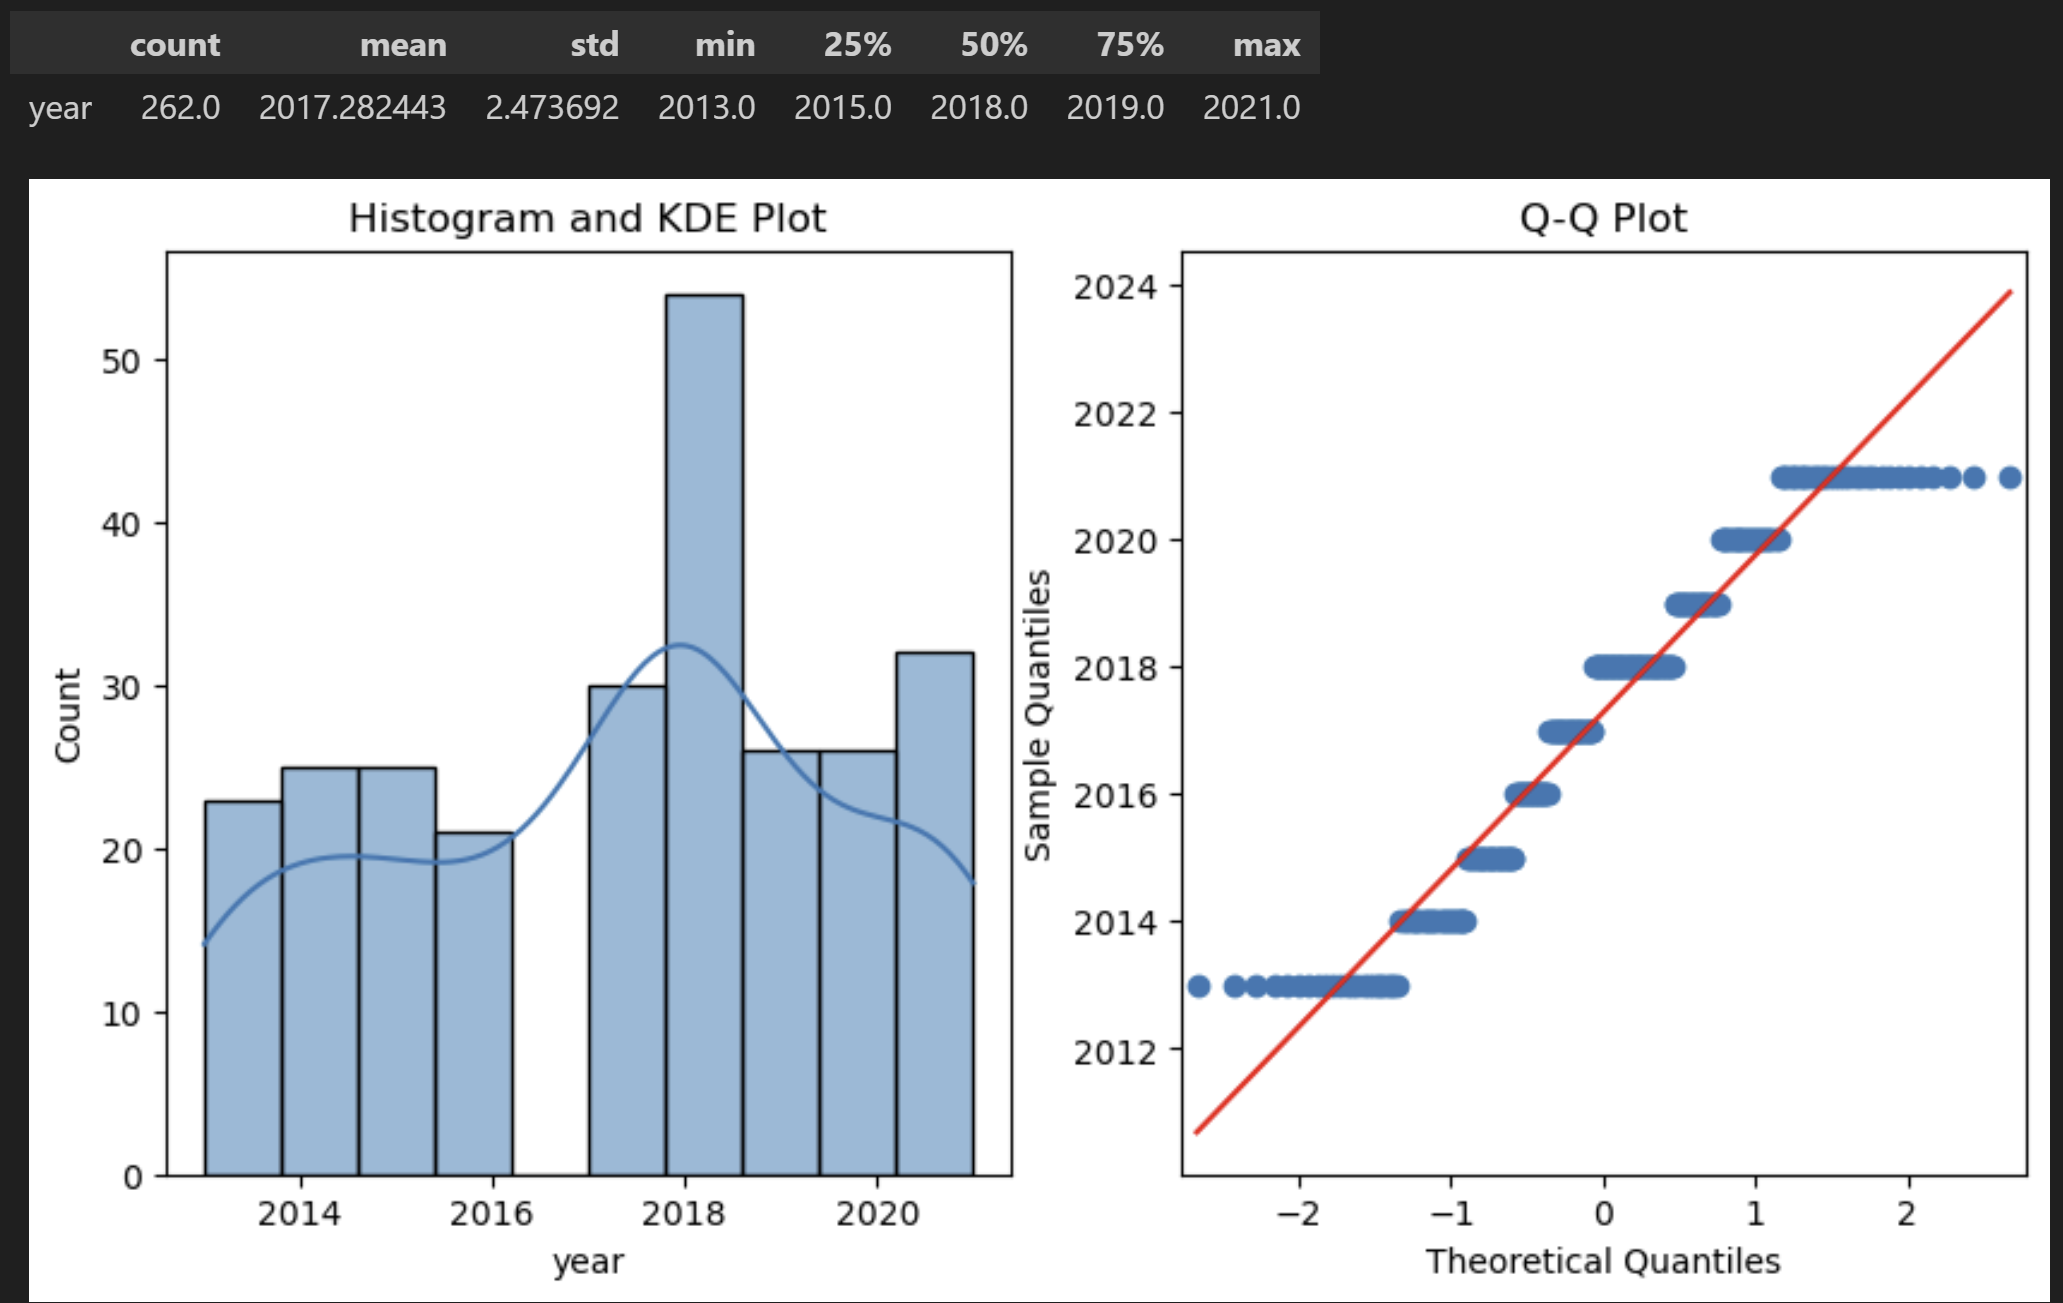 count mean std min 25% 50% 75% max
year 262.0 2017.282443 2.473692 2013.0 2015.0 2018.0 2019.0 2021.0
Histogram and KDE Plot
Count
50
40
30
20
10
0
2014 2016 2018 2020
year
Q-Q Plot
Sample Quantiles
2024
2022
2020
2018
2016
2014
2012
−2 −1 0 1 2
Theoretical Quantiles